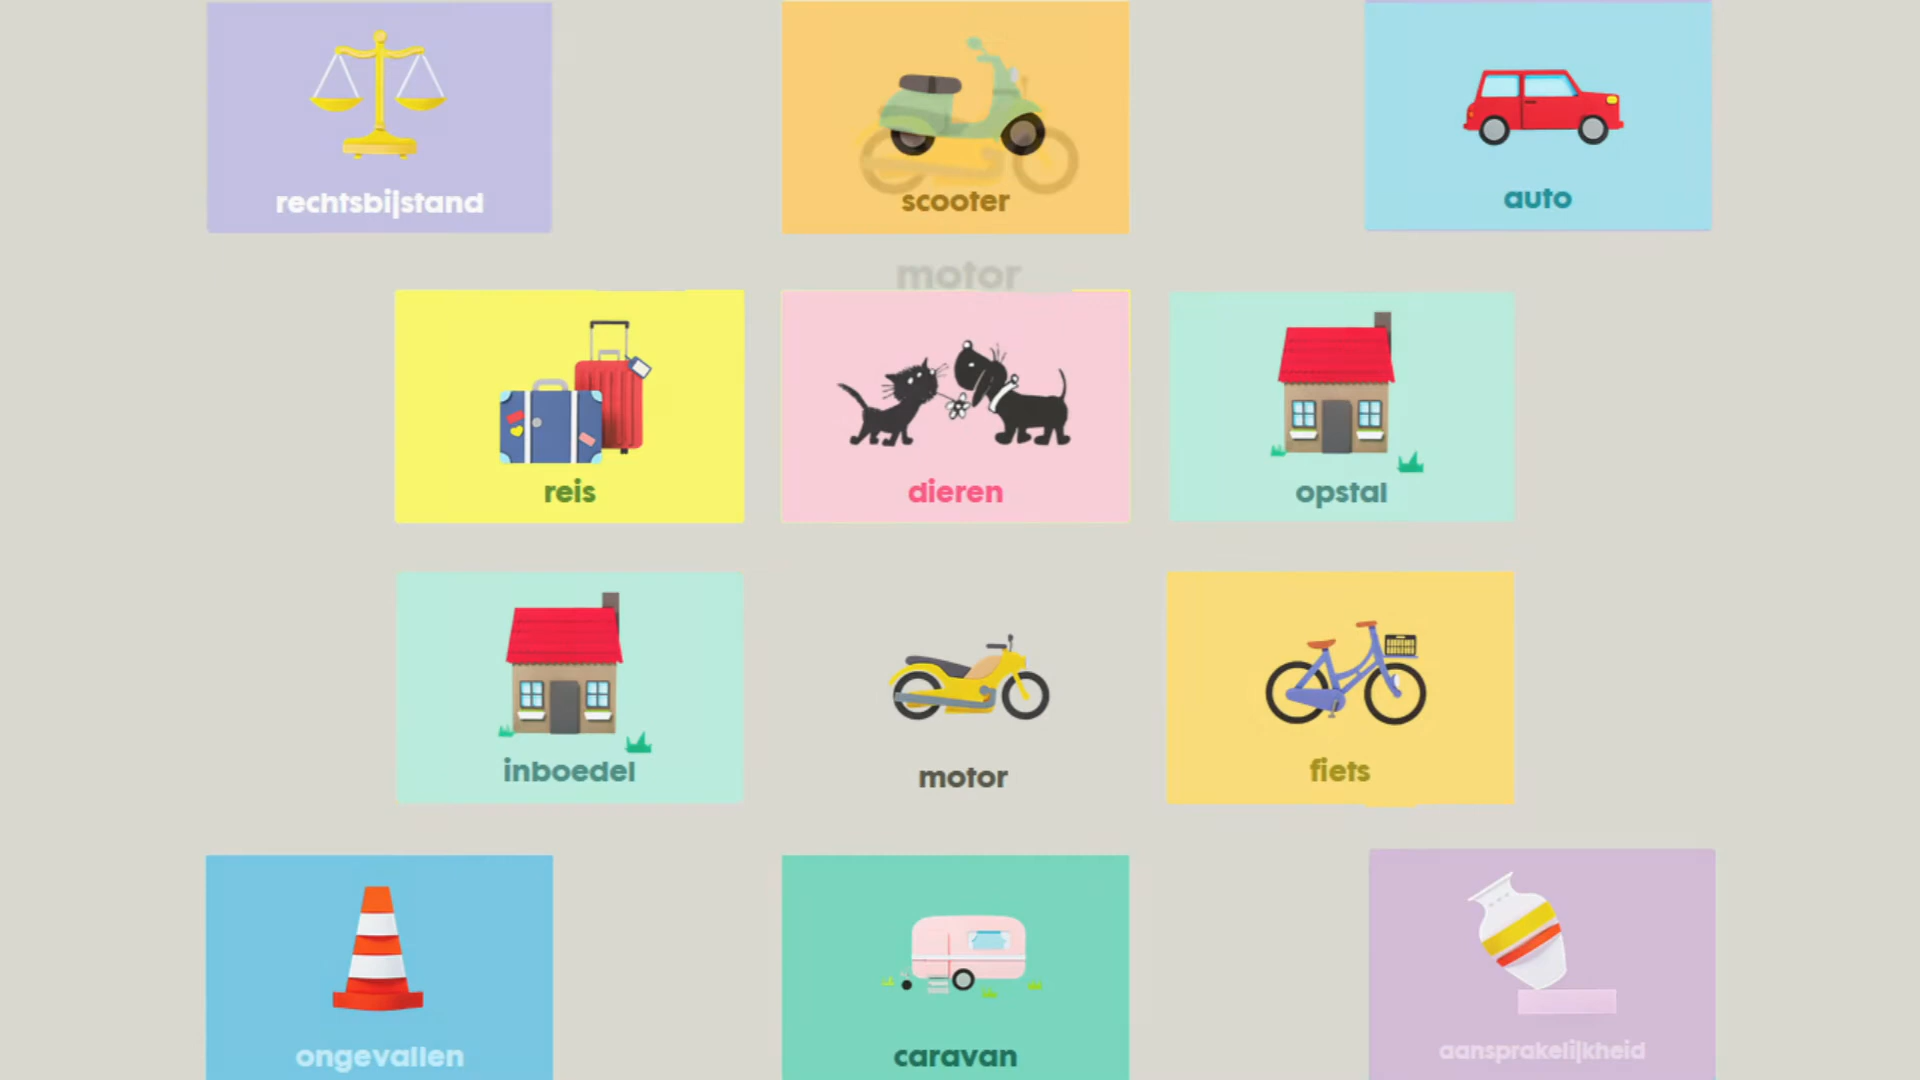 rechtsbijstand
scooter
auto
motor
reis
dieren
opstal
inboedel
motor
fiets
ongevallen
caravan
aansprakelijkheid